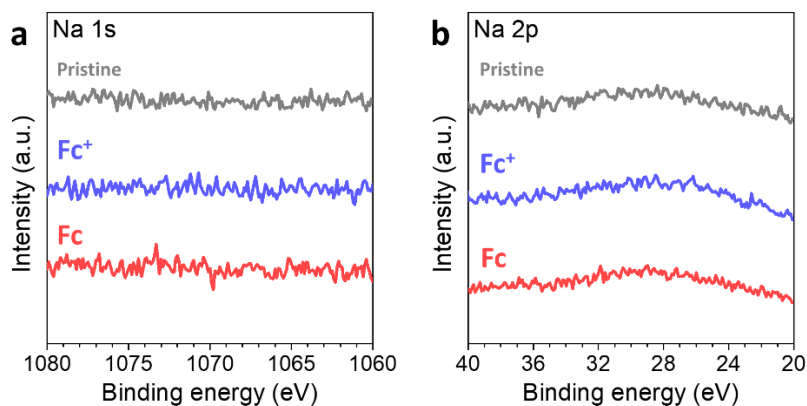 a
Na 1s
Pristine
Fc⁺
Fc
Intensity (a.u.)
1080 1075 1070 1065 1060
Binding energy (eV)
b
Na 2p
Pristine
Fc⁺
Fc
Intensity (a.u.)
40 36 32 28 24 20
Binding energy (eV)